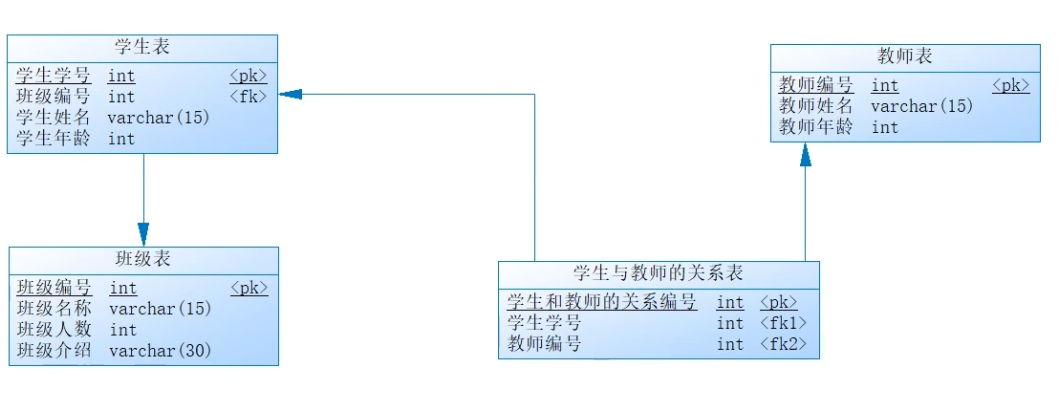 学生表
学生学号 int <pk>
班级编号 int <fk>
学生姓名 varchar(15)
学生年龄 int
教师表
教师编号 int <pk>
教师姓名 varchar(15)
教师年龄 int
班级表
班级编号 int <pk>
班级名称 varchar(15)
班级人数 int
班级介绍 varchar(30)
学生与教师的关系表
学生和教师的关系编号 int <pk>
学生学号 int <fk1>
教师编号 int <fk2>